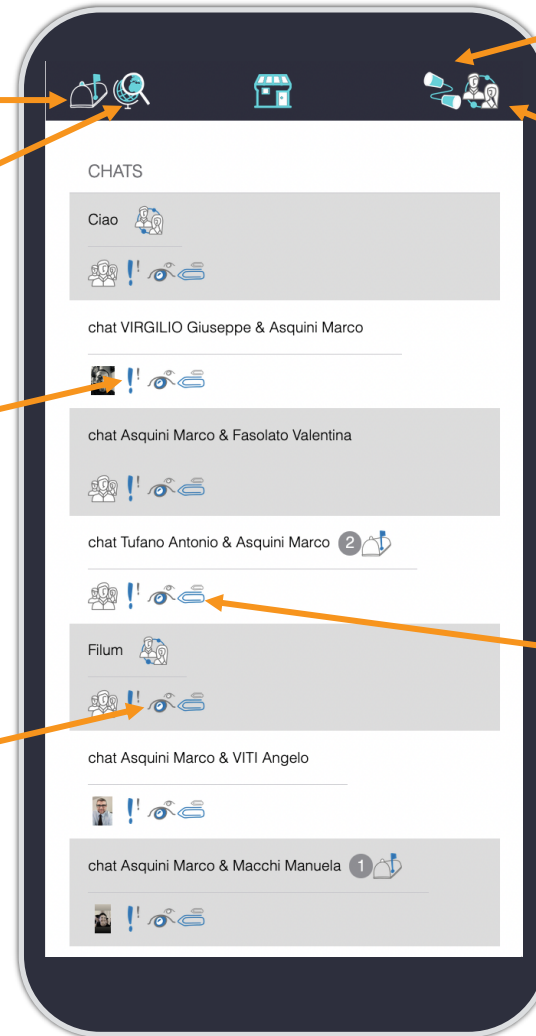 CHATS
Ciao
chat VIRGILIO Giuseppe & Asquini Marco
chat Asquini Marco & Fasolato Valentina
chat Tufano Antonio & Asquini Marco 2
Filum
chat Asquini Marco & VITI Angelo
chat Asquini Marco & Macchi Manuela 1